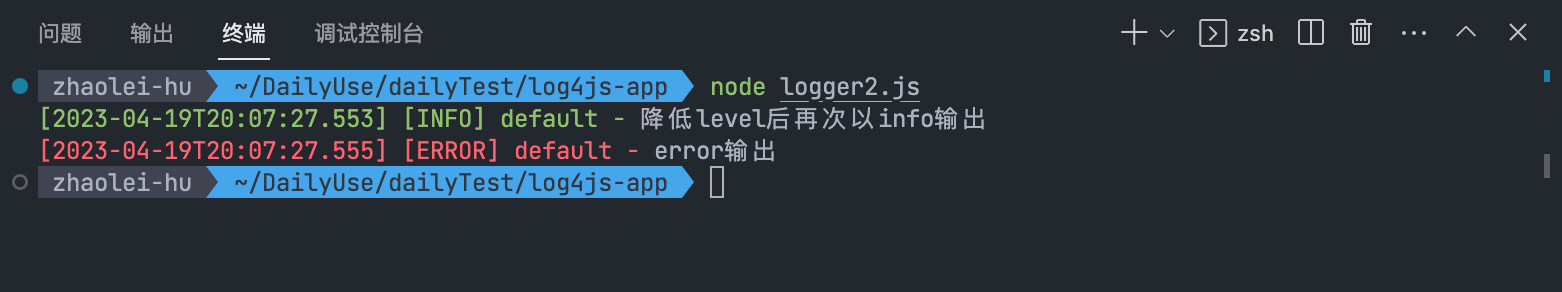 问题 输出 终端 调试控制台 zsh
zhaolei-hu ~/DailyUse/dailyTest/log4js-app node logger2.js
[2023-04-19T20:07:27.553] [INFO] default - 降低level后再次以info输出
[2023-04-19T20:07:27.555] [ERROR] default - error输出
zhaolei-hu ~/DailyUse/dailyTest/log4js-app